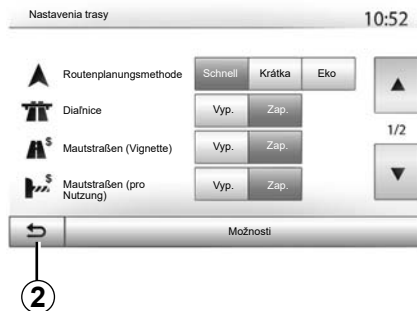 Nastavenia trasy 10:52
Routenplanungsmethode Schnell Krátka Eko
Diaľnice Vyp. Zap.
1/2
$ Mautstraßen (Vignette) Vyp. Zap.
$ Mautstraßen (pro Nutzung) Vyp. Zap.
Možnosti
2